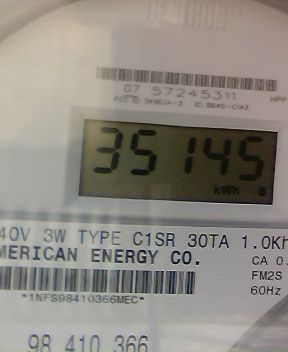 CENTRON
07 57245311
35145
kWh
40V 3W TYPE C1SR 30TA 1.0Kh
MERICAN ENERGY CO.
CA 0.
FM2S
60Hz
*1NFS98410366MEC*
98 410 366